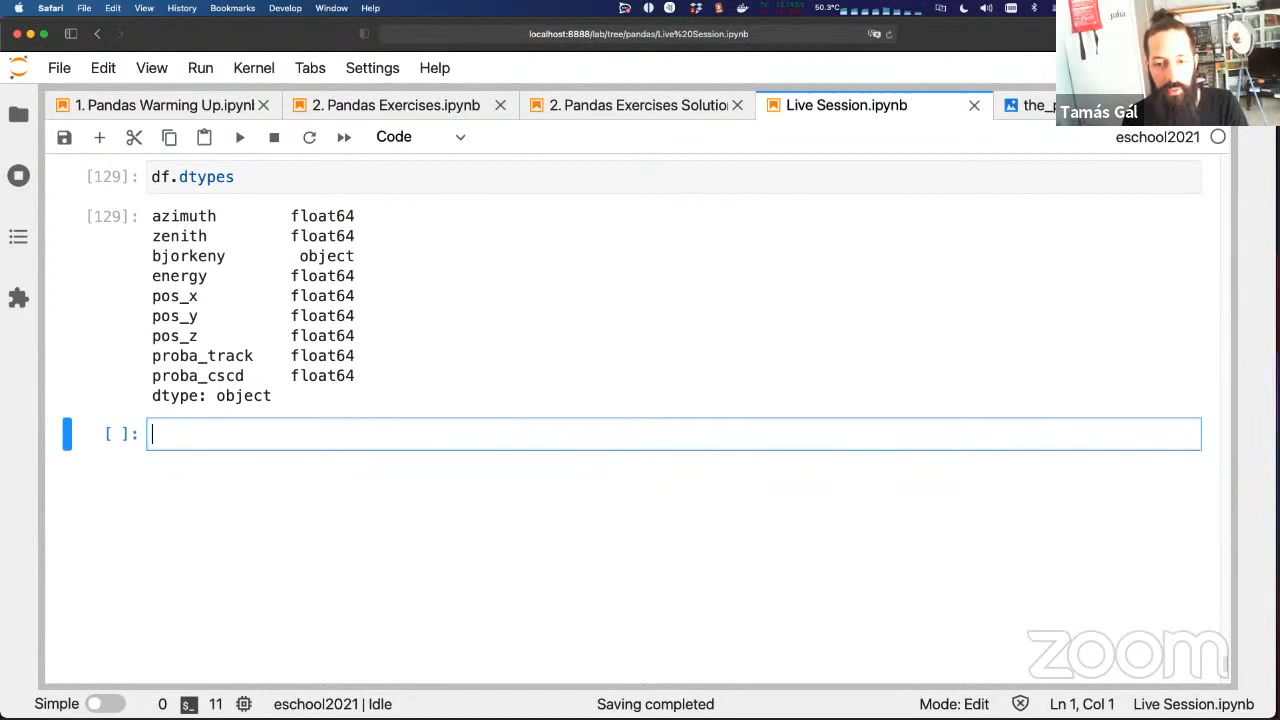 Safari File Edit View History Bookmarks Develop Window Help
50.3°C
localhost:8888/lab/tree/pandas/Live%20Session.ipynb
File Edit View Run Kernel Tabs Settings Help
Tamás Gál
1. Pandas Warming Up.ipynl 2. Pandas Exercises.ipynb 2. Pandas Exercises Solutio Live Session.ipynb the_p
Code
eschool2021
[129]: df.dtypes
[129]: azimuth float64
zenith float64
bjorkeny object
energy float64
pos_x float64
pos_y float64
pos_z float64
proba_track float64
proba_cscd float64
dtype: object
[ ]:
zoom
Simple 0 $_ 11 eschool2021 | Idle Saving completed Mode: Edit Ln 1, Col 1 Live Session.ipynb